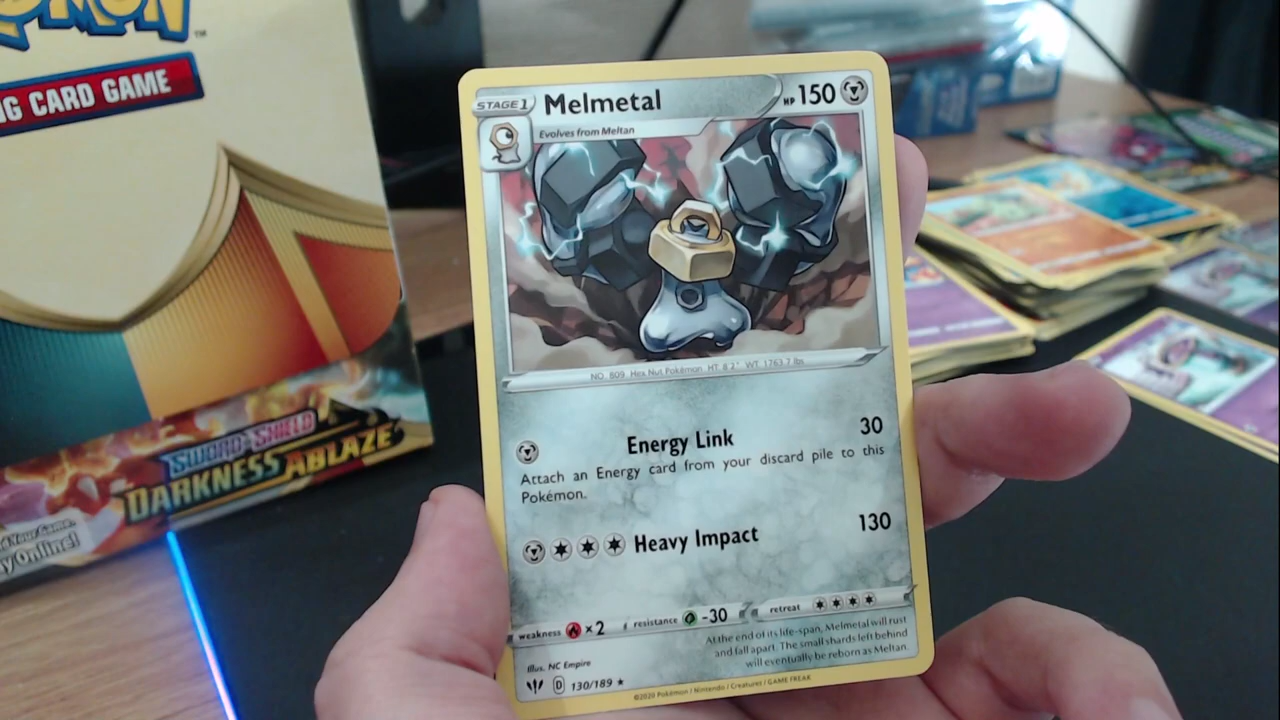 NG CARD GAME
SWORD & SHIELD
DARKNESS ABLAZE
y Online!
STAGE 1
Melmetal
HP 150
Evolves from Meltan
NO. 809 Hex Nut Pokémon HT 8'2" WT 1763.7 lbs
Energy Link 30
Attach an Energy card from your discard pile to this
Pokémon.
Heavy Impact 130
weakness ×2 resistance -30 retreat
At the end of its life-span, Melmetal will rust
and fall apart. The small shards left behind
will eventually be reborn as Meltan.
Illus. NC Empire
D 130/189 ★
©2020 Pokémon / Nintendo / Creatures / GAME FREAK